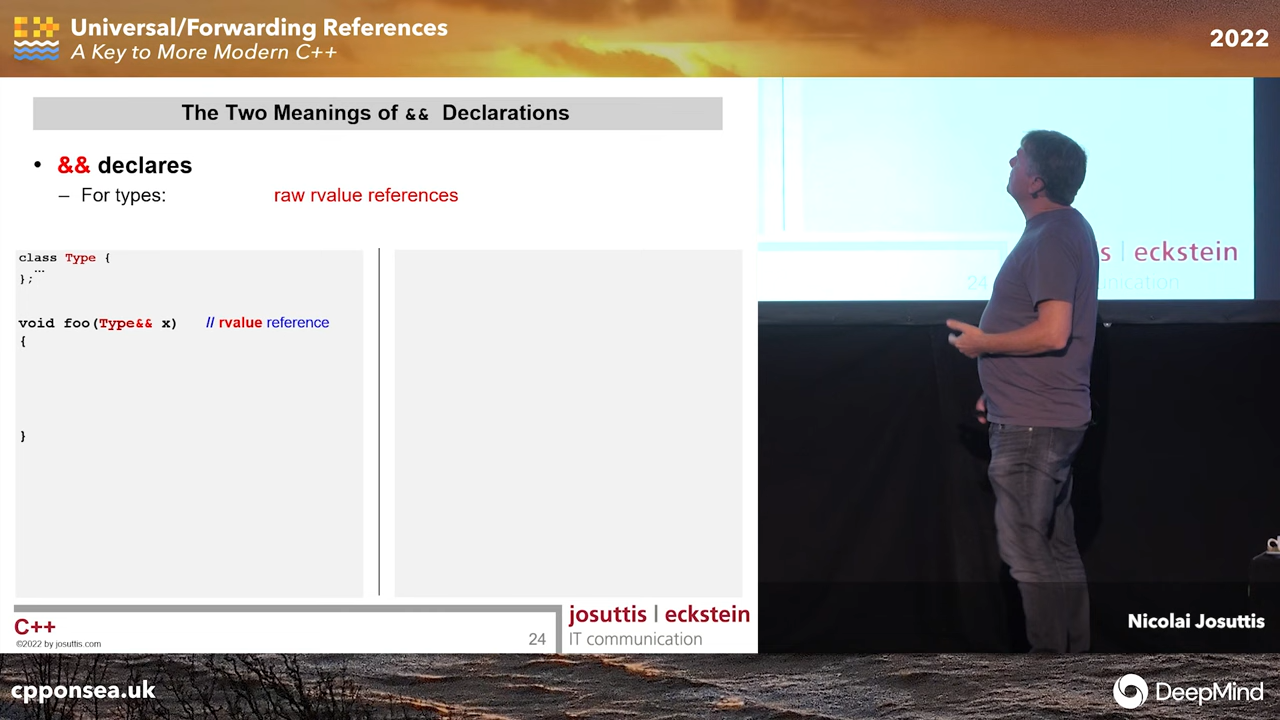 Universal/Forwarding References
A Key to More Modern C++
2022
The Two Meanings of && Declarations
• && declares
– For types: raw rvalue references
class Type {
...
};
void foo(Type&& x) // rvalue reference
{
}
C++
©2022 by josuttis.com
24
josuttis | eckstein
IT communication
s | eckstein
24
unication
Nicolai Josuttis
cpponsea.uk
DeepMind